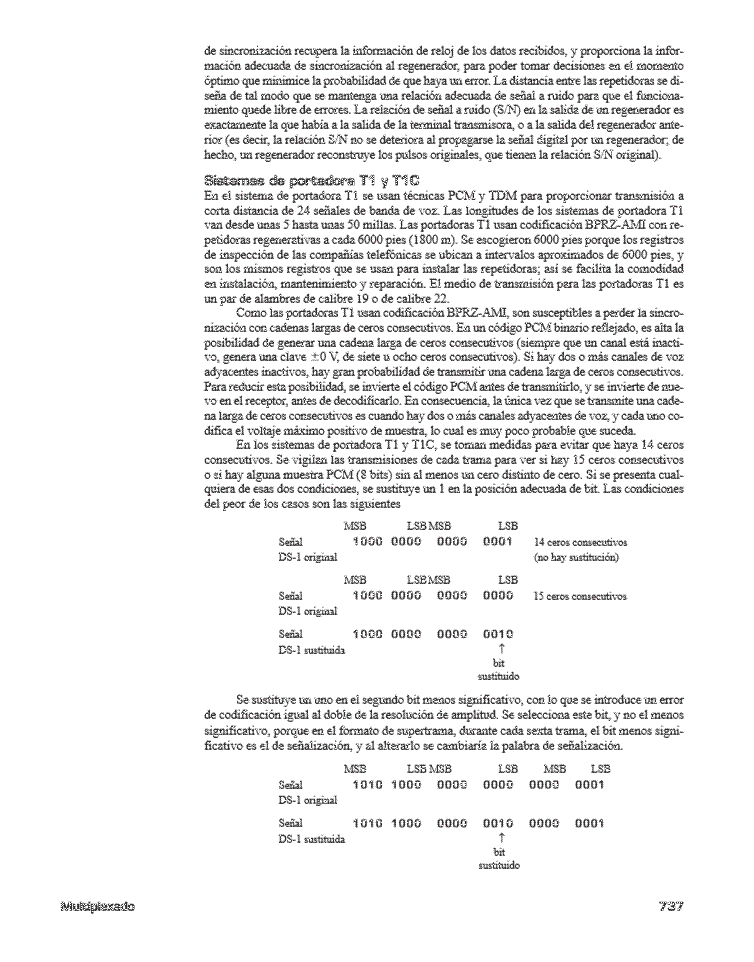 de sincronización recupera la información de reloj de los datos recibidos, y proporciona la infor-
mación adecuada de sincronización al regenerador, para poder tomar decisiones en el momento
óptimo que minimice la probabilidad de que haya un error. La distancia entre las repetidoras se di-
seña de tal modo que se mantenga una relación adecuada de señal a ruido para que el funciona-
miento quede libre de errores. La relación de señal a ruido (S/N) en la salida de un regenerador es
exactamente la que había a la salida de la terminal transmisora, o a la salida del regenerador ante-
rior (es decir, la relación S/N no se deteriora al propagarse la señal digital por un regenerador; de
hecho, un regenerador reconstruye los pulsos originales, que tienen la relación S/N original).
Sistemas de portadora T1 y T1C
En el sistema de portadora T1 se usan técnicas PCM y TDM para proporcionar transmisión a
corta distancia de 24 señales de banda de voz. Las longitudes de los sistemas de portadora T1
van desde unas 5 hasta unas 50 millas. Las portadoras T1 usan codificación BPRZ-AMI con re-
petidoras regenerativas a cada 6000 pies (1800 m). Se escogieron 6000 pies porque los registros
de inspección de las compañías telefónicas se ubican a intervalos aproximados de 6000 pies, y
son los mismos registros que se usan para instalar las repetidoras; así se facilita la comodidad
en instalación, mantenimiento y reparación. El medio de transmisión para las portadoras T1 es
un par de alambres de calibre 19 o de calibre 22.
Como las portadoras T1 usan codificación BPRZ-AMI, son susceptibles a perder la sincro-
nización con cadenas largas de ceros consecutivos. En un código PCM binario reflejado, es alta la
posibilidad de generar una cadena larga de ceros consecutivos (siempre que un canal está inacti-
vo, genera una clave ±0 V, de siete u ocho ceros consecutivos). Si hay dos o más canales de voz
adyacentes inactivos, hay gran probabilidad de transmitir una cadena larga de ceros consecutivos.
Para reducir esta posibilidad, se invierte el código PCM antes de transmitirlo, y se invierte de nue-
vo en el receptor, antes de decodificarlo. En consecuencia, la única vez que se transmite una cade-
na larga de ceros consecutivos es cuando hay dos o más canales adyacentes de voz, y cada uno co-
difica el voltaje máximo positivo de muestra, lo cual es muy poco probable que suceda.
En los sistemas de portadora T1 y T1C, se toman medidas para evitar que haya 14 ceros
consecutivos. Se vigilan las transmisiones de cada trama para ver si hay 15 ceros consecutivos
o si hay alguna muestra PCM (8 bits) sin al menos un cero distinto de cero. Si se presenta cual-
quiera de esas dos condiciones, se sustituye un 1 en la posición adecuada de bit. Las condiciones
del peor de los casos son las siguientes
MSB LSB MSB LSB
Señal 1000 0000 0000 0001 14 ceros consecutivos
DS-1 original (no hay sustitución)
MSB LSB MSB LSB
Señal 1000 0000 0000 0000 15 ceros consecutivos
DS-1 original
Señal 1000 0000 0000 0010
DS-1 sustituida ↑
bit
sustituido
Se sustituye un uno en el segundo bit menos significativo, con lo que se introduce un error
de codificación igual al doble de la resolución de amplitud. Se selecciona este bit, y no el menos
significativo, porque en el formato de supertrama, durante cada sexta trama, el bit menos signi-
ficativo es el de señalización, y al alterarlo se cambiaría la palabra de señalización.
MSB LSB MSB LSB MSB LSB
Señal 1010 1000 0000 0000 0000 0001
DS-1 original
Señal 1010 1000 0000 0010 0000 0001
DS-1 sustituida ↑
bit
sustituido
Multiplexado 737